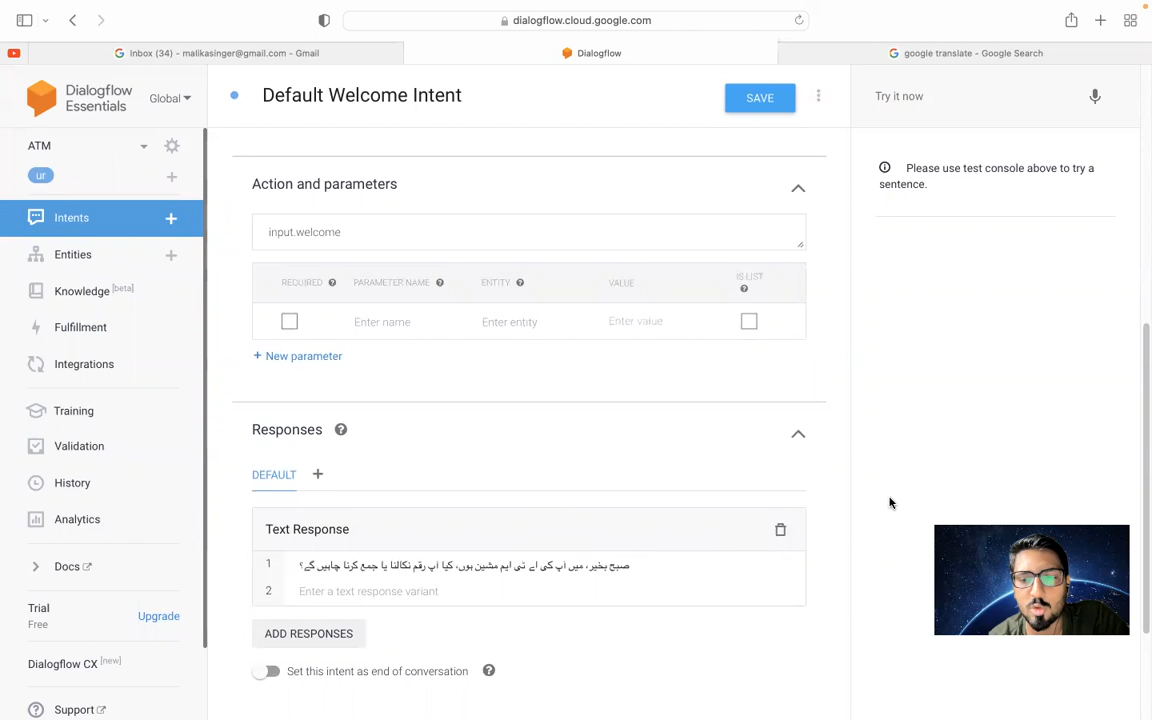 dialogflow.cloud.google.com
Inbox (34) - malikasinger@gmail.com - Gmail
Dialogflow
google translate - Google Search
Dialogflow
Essentials
Global
Default Welcome Intent
SAVE
Try it now
ATM
ur
Please use test console above to try a
sentence.
Intents
Entities
Knowledge [beta]
Fulfillment
Integrations
Training
Validation
History
Analytics
Docs
Trial
Free
Upgrade
Dialogflow CX [new]
Support
Action and parameters
input.welcome
REQUIRED
PARAMETER NAME
ENTITY
VALUE
IS LIST
Enter name
Enter entity
Enter value
+ New parameter
Responses
DEFAULT
Text Response
1 صبح بخیر، میں آپ کی اے ٹی ایم مشین ہوں، کیا آپ رقم نکالنا یا جمع کرنا چاہیں گے؟
2 Enter a text response variant
ADD RESPONSES
Set this intent as end of conversation